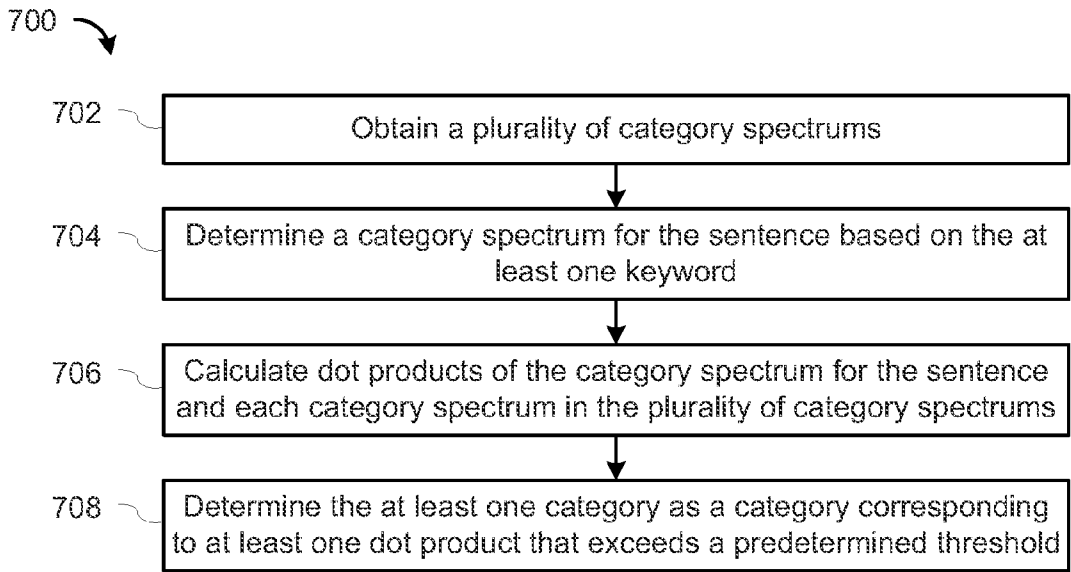 700
702
Obtain a plurality of category spectrums
704
Determine a category spectrum for the sentence based on the at
least one keyword
706
Calculate dot products of the category spectrum for the sentence
and each category spectrum in the plurality of category spectrums
708
Determine the at least one category as a category corresponding
to at least one dot product that exceeds a predetermined threshold